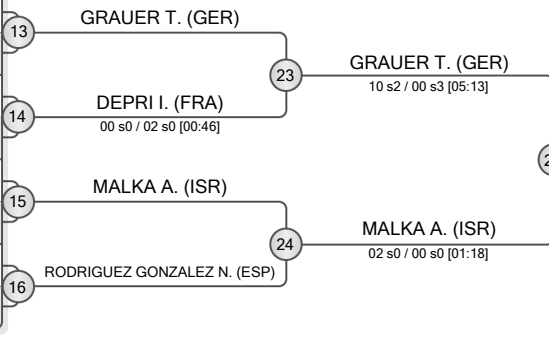 13
GRAUER T. (GER)
23
GRAUER T. (GER)
10 s2 / 00 s3 [05:13]
14
DEPRI I. (FRA)
00 s0 / 02 s0 [00:46]
15
MALKA A. (ISR)
24
MALKA A. (ISR)
02 s0 / 00 s0 [01:18]
16
RODRIGUEZ GONZALEZ N. (ESP)